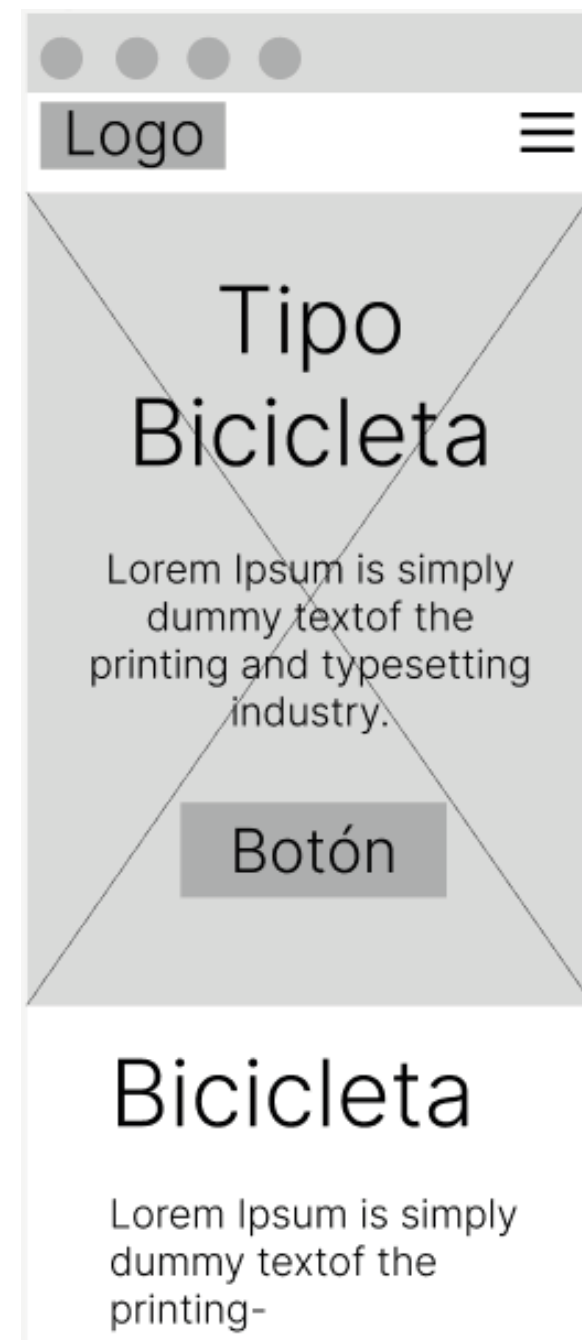 Logo
Tipo
Bicicleta
Lorem Ipsum is simply
dummy textof the
printing and typesetting
industry.
Botón
Bicicleta
Lorem Ipsum is simply
dummy textof the
printing-